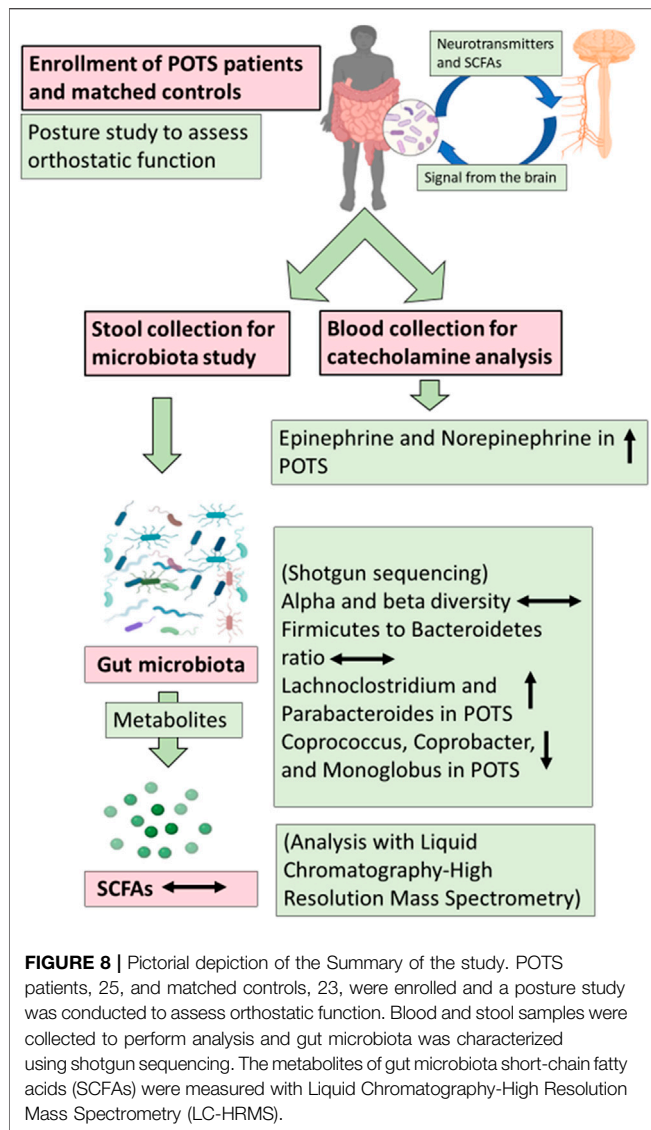 Enrollment of POTS patients
and matched controls
Posture study to assess
orthostatic function
Neurotransmitters
and SCFAs
Signal from the brain
Stool collection for
microbiota study
Blood collection for
catecholamine analysis
Epinephrine and Norepinephrine in
POTS
Gut microbiota
Metabolites
SCFAs
(Shotgun sequencing)
Alpha and beta diversity
Firmicutes to Bacteroidetes
ratio
Lachnoclostridium and
Parabacteroides in POTS
Coprococcus, Coprobacter,
and Monoglobus in POTS
(Analysis with Liquid
Chromatography-High
Resolution Mass Spectrometry)
FIGURE 8 | Pictorial depiction of the Summary of the study. POTS
patients, 25, and matched controls, 23, were enrolled and a posture study
was conducted to assess orthostatic function. Blood and stool samples were
collected to perform analysis and gut microbiota was characterized
using shotgun sequencing. The metabolites of gut microbiota short-chain fatty
acids (SCFAs) were measured with Liquid Chromatography-High Resolution
Mass Spectrometry (LC-HRMS).